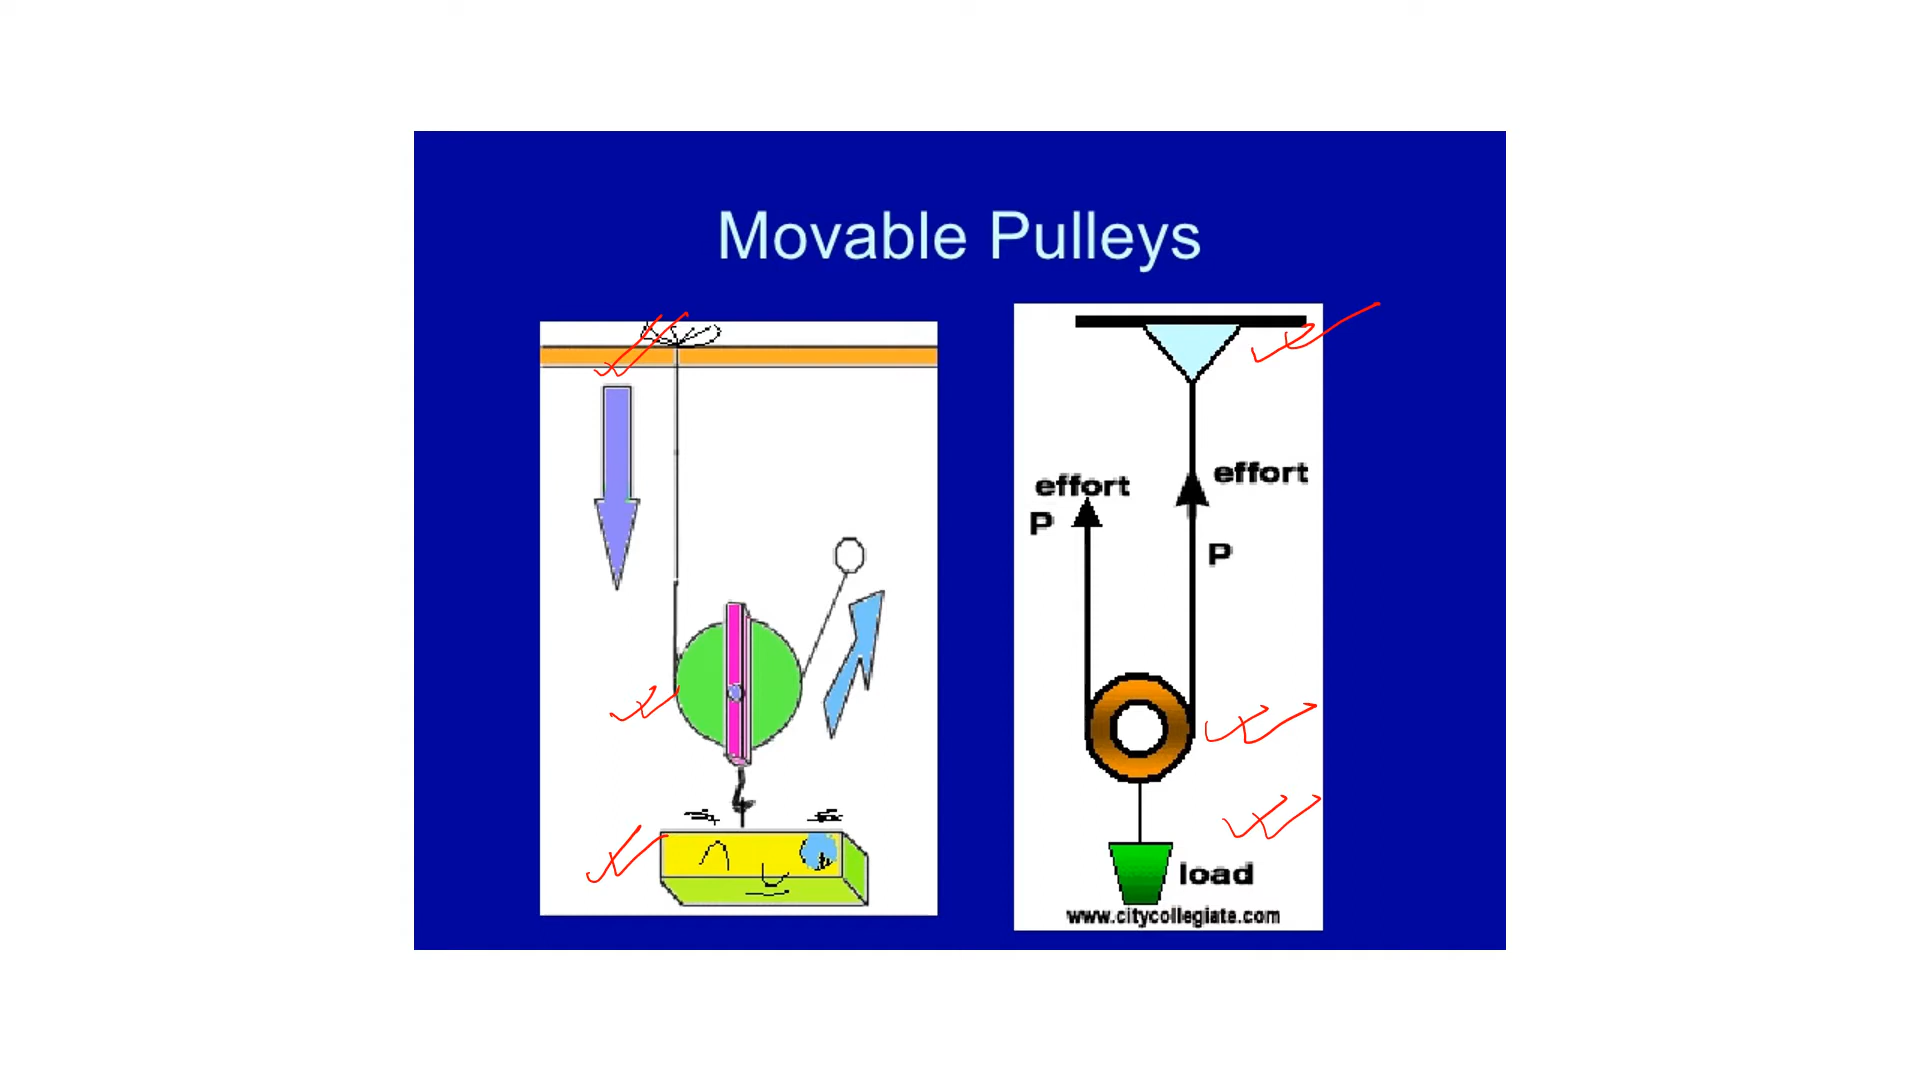 Movable Pulleys
effort
effort
P
P
load
www.citycollegiate.com